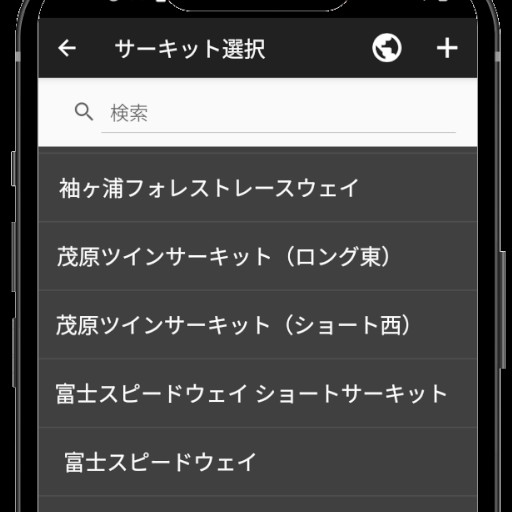 サーキット選択
検索
袖ヶ浦フォレストレースウェイ
茂原ツインサーキット（ロング東）
茂原ツインサーキット（ショート西）
富士スピードウェイ ショートサーキット
富士スピードウェイ